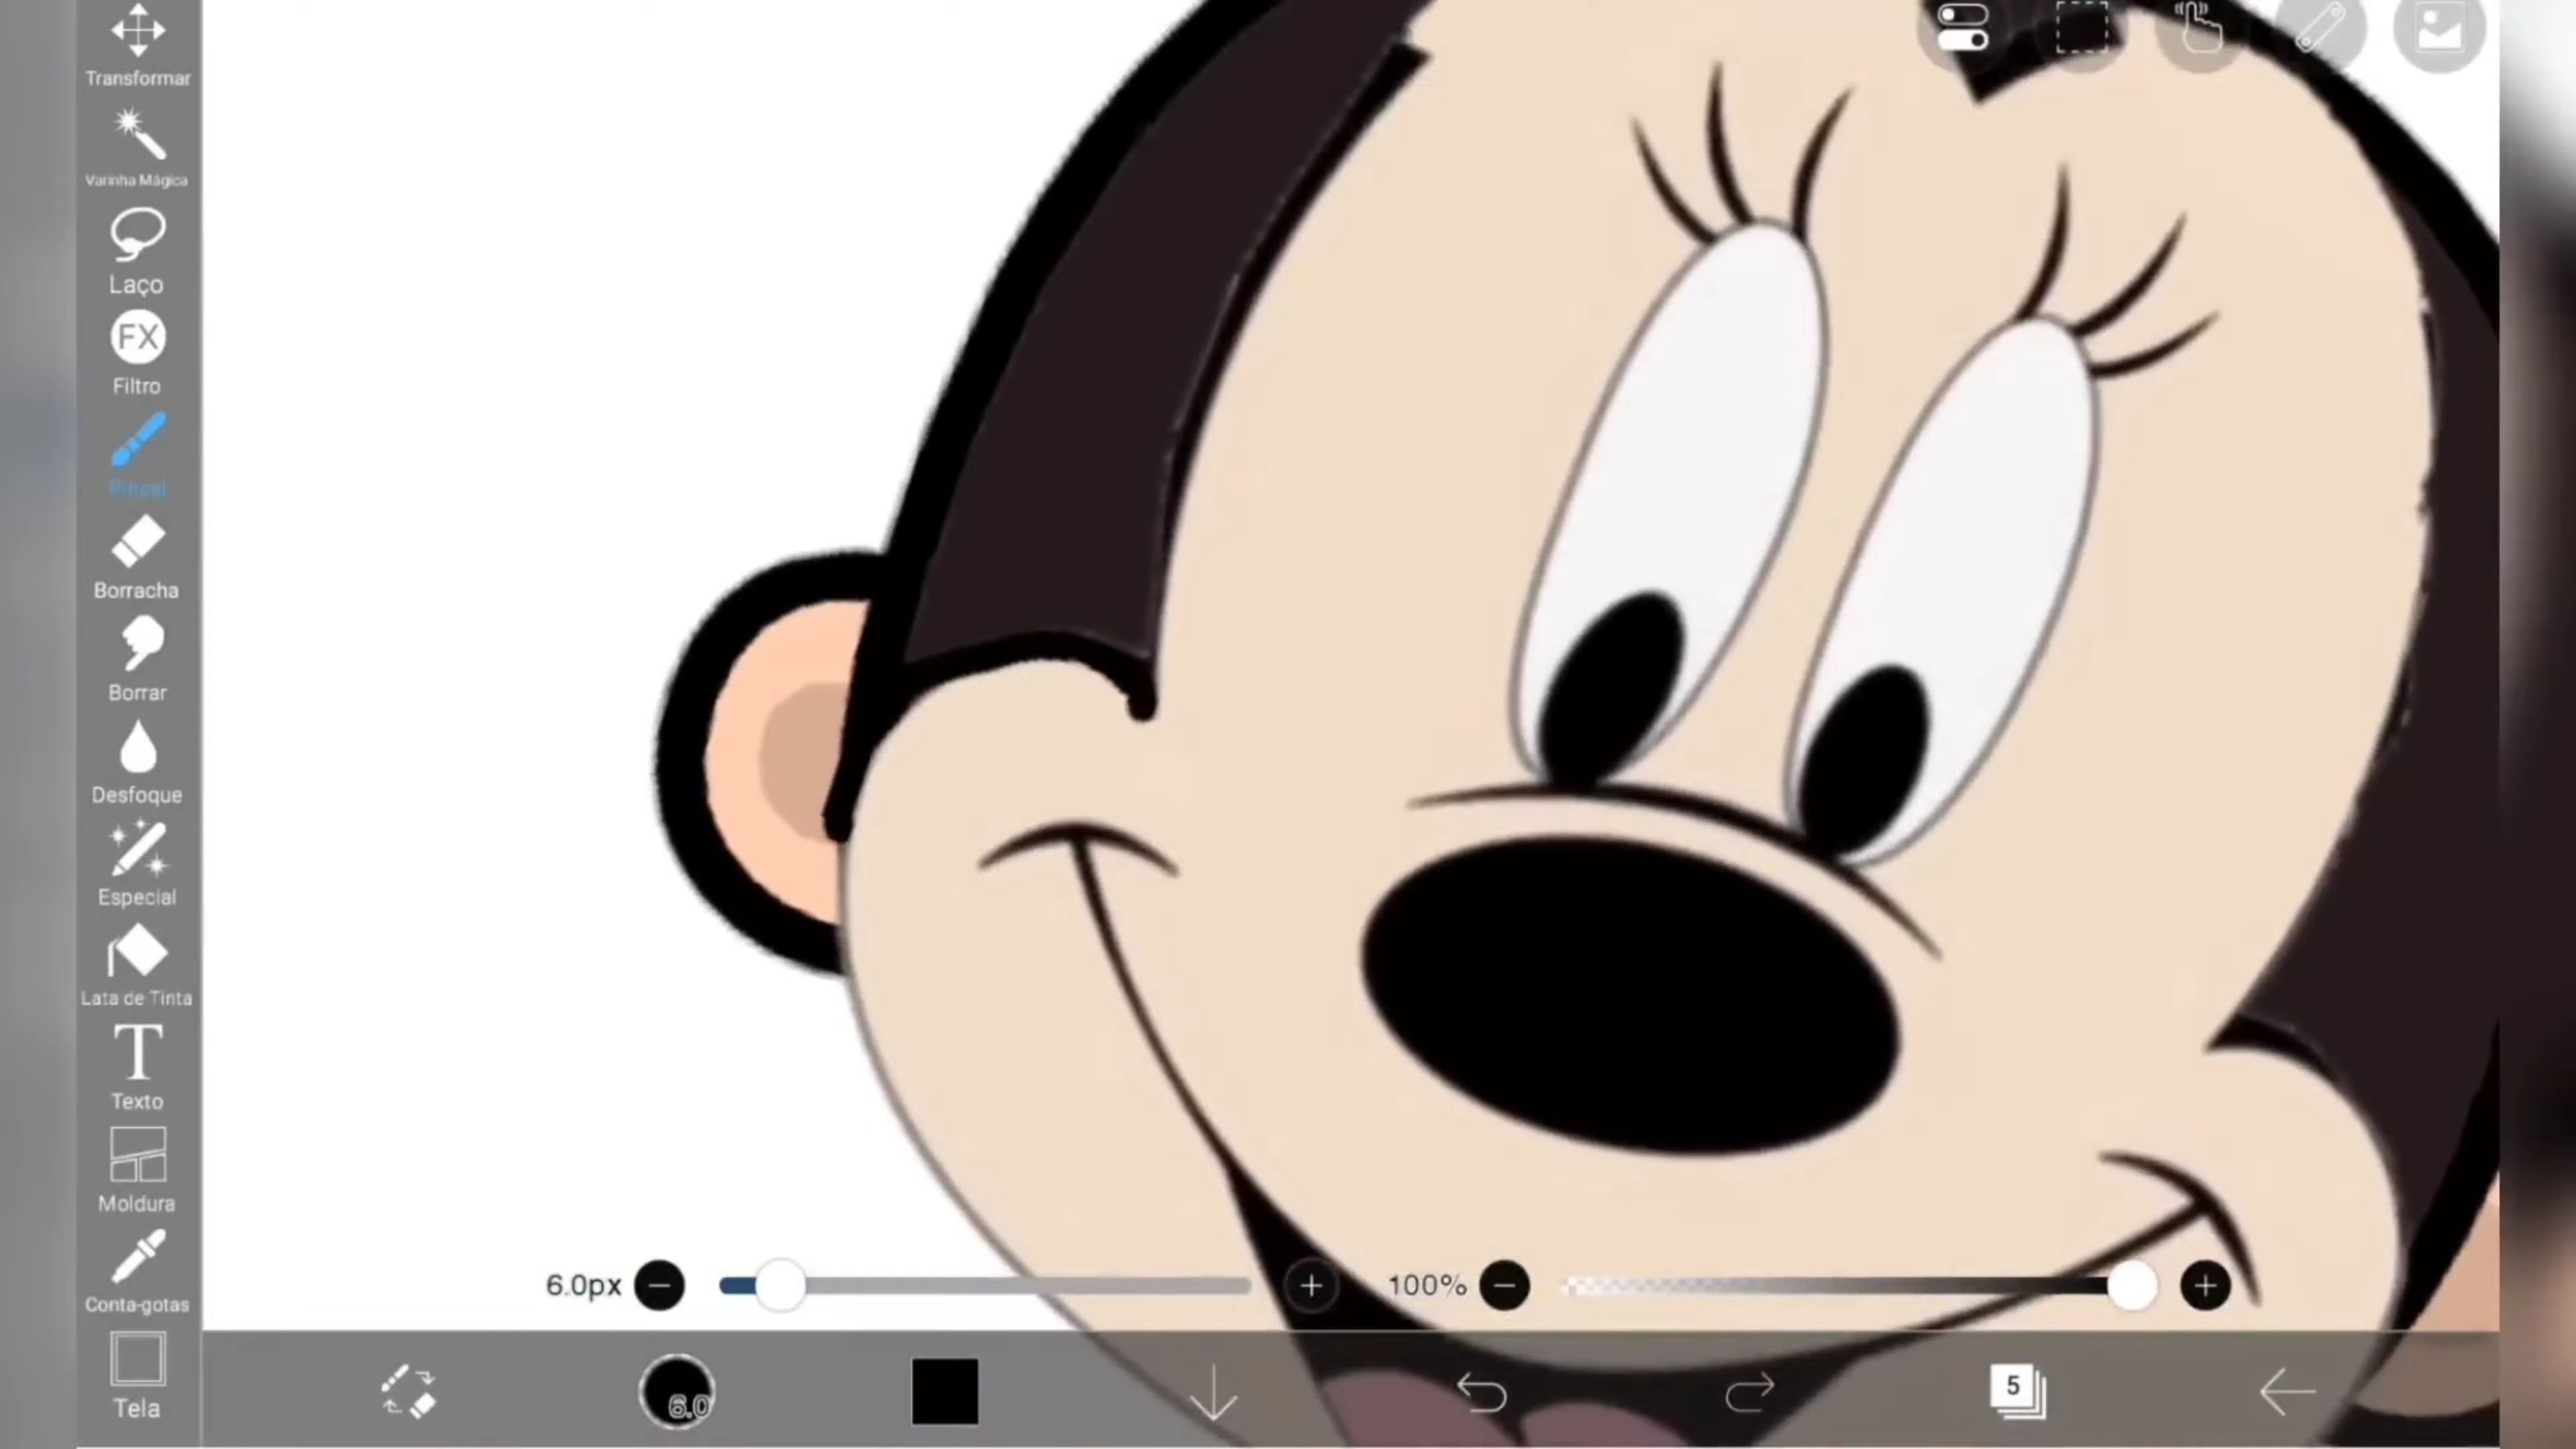 Transformar
Varinha Mágica
Laço
FX
Filtro
Pincel
Borracha
Borrar
Desfoque
Especial
Lata de Tinta
T
Texto
Moldura
Conta-gotas
6.0px
100%
Tela
6.0
5